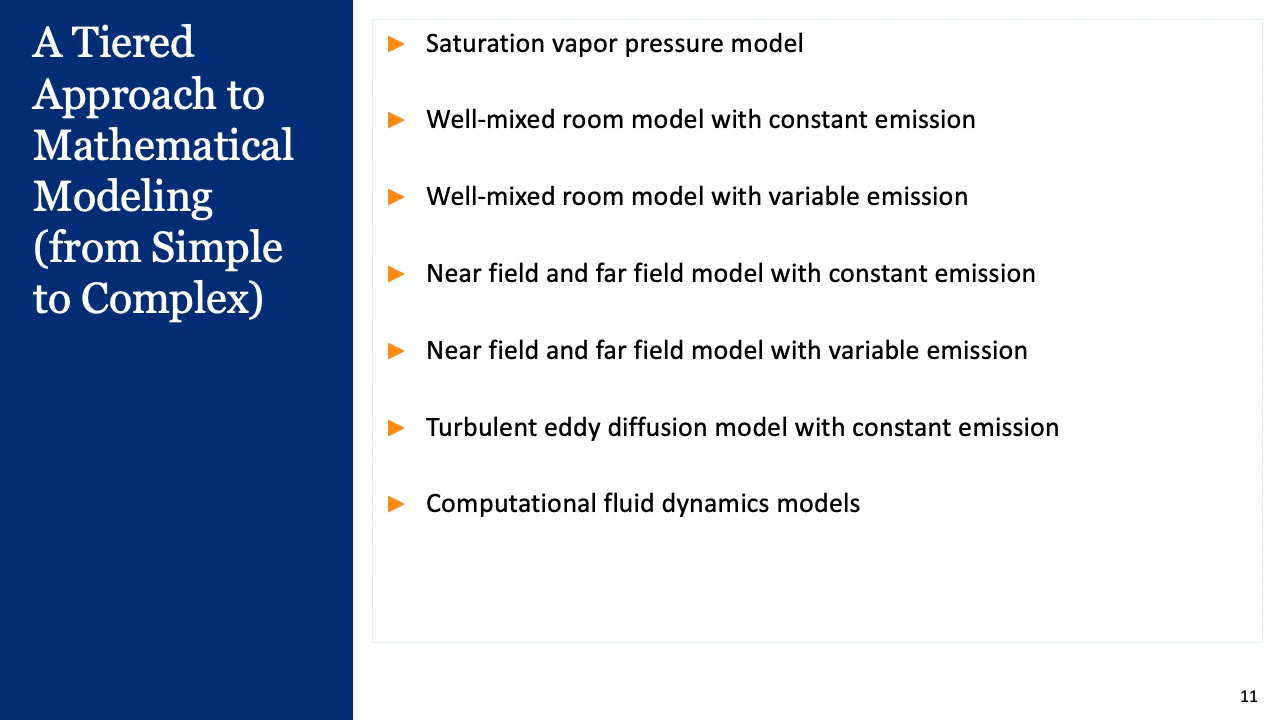 A Tiered
Approach to
Mathematical
Modeling
(from Simple
to Complex)
► Saturation vapor pressure model
► Well-mixed room model with constant emission
► Well-mixed room model with variable emission
► Near field and far field model with constant emission
► Near field and far field model with variable emission
► Turbulent eddy diffusion model with constant emission
► Computational fluid dynamics models
11